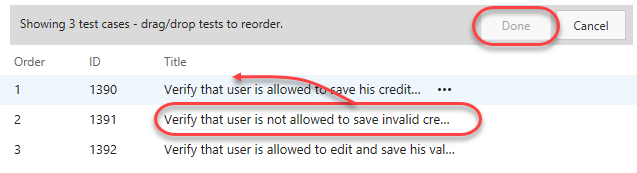 Showing 3 test cases - drag/drop tests to reorder. Done Cancel
Order ID Title
1 1390 Verify that user is allowed to save his credit... •••
2 1391 Verify that user is not allowed to save invalid cre...
3 1392 Verify that user is allowed to edit and save his val...